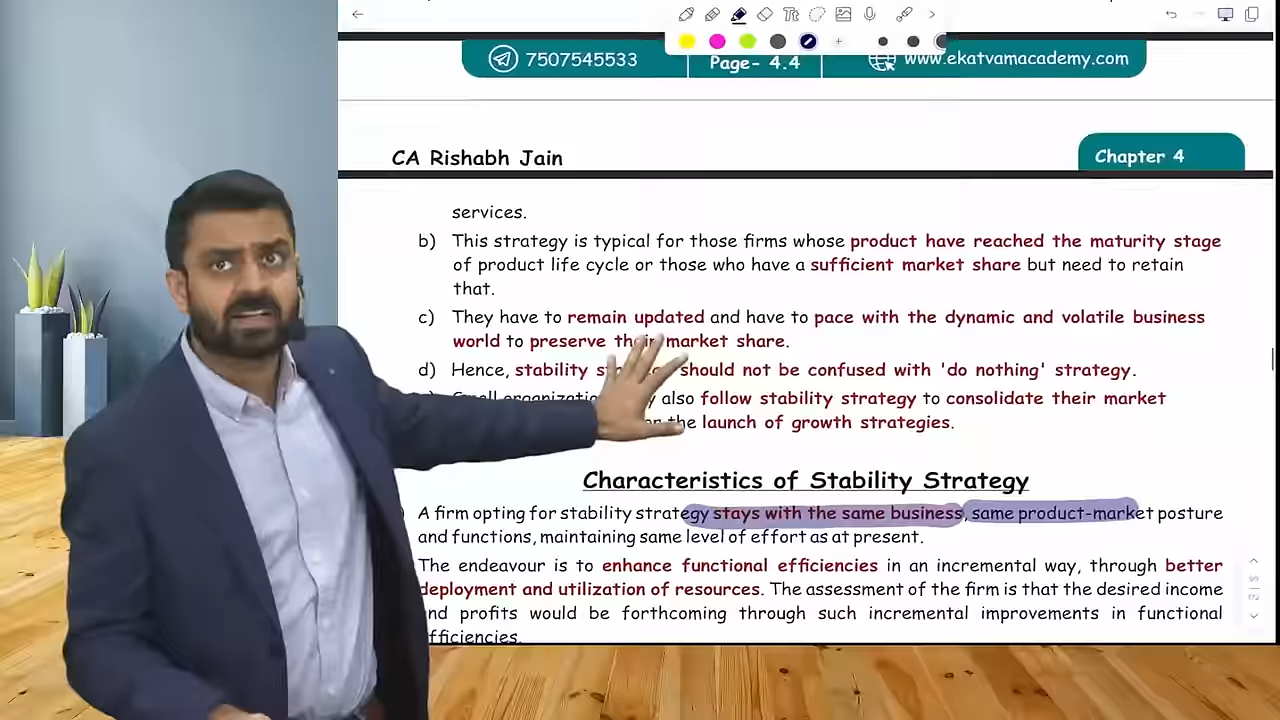 Tt
7507545533
Page- 4.4
www.ekatvamacademy.com
CA Rishabh Jain
Chapter 4
services.
b) This strategy is typical for those firms whose product have reached the maturity stage
of product life cycle or those who have a sufficient market share but need to retain
that.
c) They have to remain updated and have to pace with the dynamic and volatile business
world to preserve their market share.
d) Hence, stability should not be confused with 'do nothing' strategy.
Small also follow stability strategy to consolidate their market
the launch of growth strategies.
Characteristics of Stability Strategy
A firm opting for stability strategy stays with the same business, same product-market posture
and functions, maintaining same level of effort as at present.
The endeavour is to enhance functional efficiencies in an incremental way, through better
deployment and utilization of resources. The assessment of the firm is that the desired income
and profits would be forthcoming through such incremental improvements in functional
efficiencies.